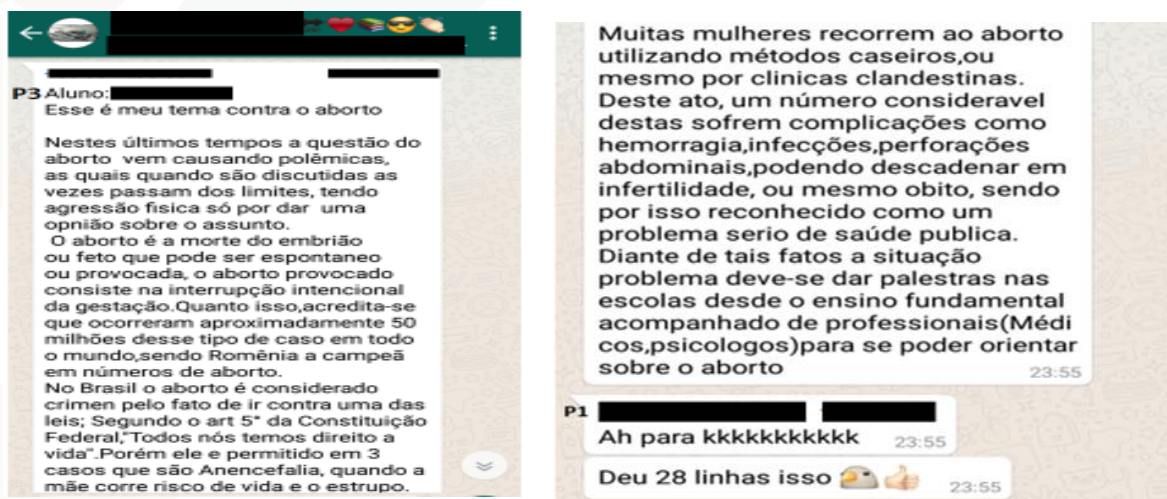 P3 Aluno:
Esse é meu tema contra o aborto
Nestes últimos tempos a questão do
aborto vem causando polêmicas,
as quais quando são discutidas as
vezes passam dos limites, tendo
agressão fisica só por dar uma
opnião sobre o assunto.
O aborto é a morte do embrião
ou feto que pode ser espontaneo
ou provocada, o aborto provocado
consiste na interrupção intencional
da gestação.Quanto isso,acredita-se
que ocorreram aproximadamente 50
milhões desse tipo de caso em todo
o mundo,sendo Romênia a campeã
em números de aborto.
No Brasil o aborto é considerado
crimen pelo fato de ir contra uma das
leis; Segundo o art 5° da Constituição
Federal,"Todos nós temos direito a
vida".Porém ele e permitido em 3
casos que são Anencefalia, quando a
mãe corre risco de vida e o estrupo.
Muitas mulheres recorrem ao aborto
utilizando métodos caseiros,ou
mesmo por clinicas clandestinas.
Deste ato, um número consideravel
destas sofrem complicações como
hemorragia,infecções,perforações
abdominais,podendo descadenar em
infertilidade, ou mesmo obito, sendo
por isso reconhecido como um
problema serio de saúde publica.
Diante de tais fatos a situação
problema deve-se dar palestras nas
escolas desde o ensino fundamental
acompanhado de professionais(Médi
cos,psicologos)para se poder orientar
sobre o aborto
23:55
P1
Ah para kkkkkkkkkkk 23:55
Deu 28 linhas isso 23:55